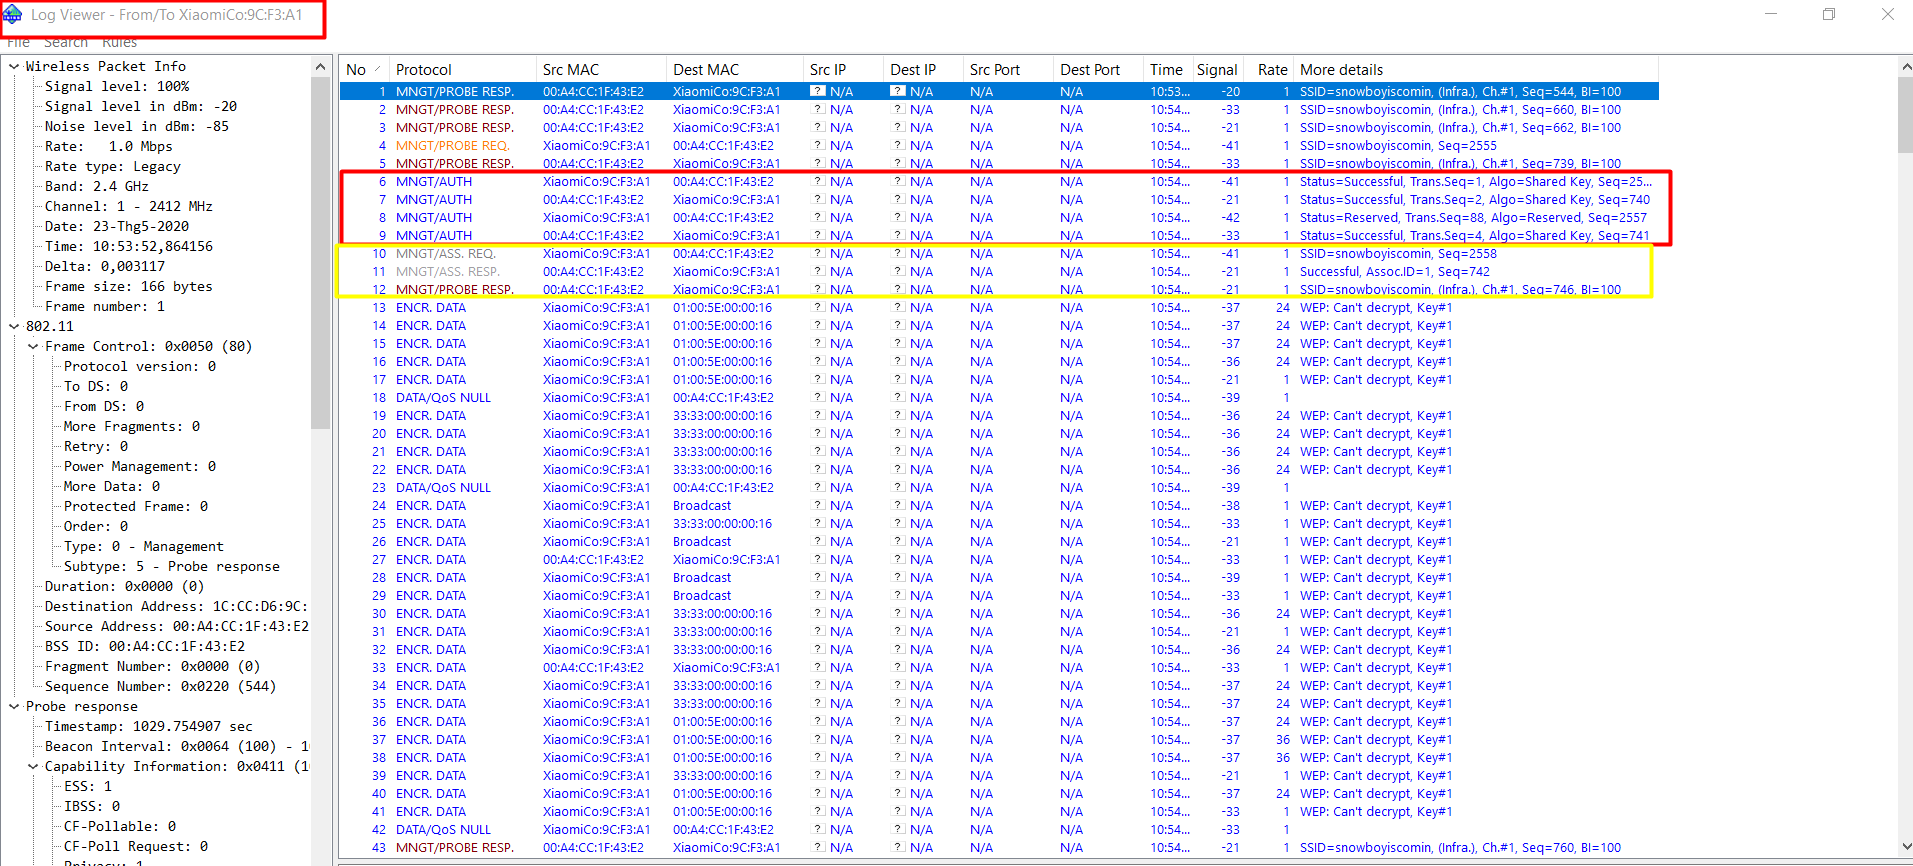 Log Viewer - From/To XiaomiCo:9C:F3:A1
File Search Rules
Wireless Packet Info
Signal level: 100%
Signal level in dBm: -20
Noise level in dBm: -85
Rate: 1.0 Mbps
Rate type: Legacy
Band: 2.4 GHz
Channel: 1 - 2412 MHz
Date: 23-Thg5-2020
Time: 10:53:52,864156
Delta: 0,003117
Frame size: 166 bytes
Frame number: 1
802.11
Frame Control: 0x0050 (80)
Protocol version: 0
To DS: 0
From DS: 0
More Fragments: 0
Retry: 0
Power Management: 0
More Data: 0
Protected Frame: 0
Order: 0
Type: 0 - Management
Subtype: 5 - Probe response
Duration: 0x0000 (0)
Destination Address: 1C:CC:D6:9C:
Source Address: 00:A4:CC:1F:43:E2
BSS ID: 00:A4:CC:1F:43:E2
Fragment Number: 0x0000 (0)
Sequence Number: 0x0220 (544)
Probe response
Timestamp: 1029.754907 sec
Beacon Interval: 0x0064 (100) - 10
Capability Information: 0x0411 (10
ESS: 1
IBSS: 0
CF-Pollable: 0
CF-Poll Request: 0
Privacy: 1
No Protocol Src MAC Dest MAC Src IP Dest IP Src Port Dest Port Time Signal Rate More details
1 MNGT/PROBE RESP. 00:A4:CC:1F:43:E2 XiaomiCo:9C:F3:A1 ? N/A ? N/A N/A N/A 10:53... -20 1 SSID=snowboyiscomin, (Infra.), Ch.#1, Seq=544, BI=100
2 MNGT/PROBE RESP. 00:A4:CC:1F:43:E2 XiaomiCo:9C:F3:A1 ? N/A ? N/A N/A N/A 10:54... -33 1 SSID=snowboyiscomin, (Infra.), Ch.#1, Seq=660, BI=100
3 MNGT/PROBE RESP. 00:A4:CC:1F:43:E2 XiaomiCo:9C:F3:A1 ? N/A ? N/A N/A N/A 10:54... -21 1 SSID=snowboyiscomin, (Infra.), Ch.#1, Seq=662, BI=100
4 MNGT/PROBE REQ. XiaomiCo:9C:F3:A1 00:A4:CC:1F:43:E2 ? N/A ? N/A N/A N/A 10:54... -41 1 SSID=snowboyiscomin, Seq=2555
5 MNGT/PROBE RESP. 00:A4:CC:1F:43:E2 XiaomiCo:9C:F3:A1 ? N/A ? N/A N/A N/A 10:54... -33 1 SSID=snowboyiscomin, (Infra.), Ch.#1, Seq=739, BI=100
6 MNGT/AUTH XiaomiCo:9C:F3:A1 00:A4:CC:1F:43:E2 ? N/A ? N/A N/A N/A 10:54... -41 1 Status=Successful, Trans.Seq=1, Algo=Shared Key, Seq=25...
7 MNGT/AUTH 00:A4:CC:1F:43:E2 XiaomiCo:9C:F3:A1 ? N/A ? N/A N/A N/A 10:54... -21 1 Status=Successful, Trans.Seq=2, Algo=Shared Key, Seq=740
8 MNGT/AUTH XiaomiCo:9C:F3:A1 00:A4:CC:1F:43:E2 ? N/A ? N/A N/A N/A 10:54... -42 1 Status=Reserved, Trans.Seq=88, Algo=Reserved, Seq=2557
9 MNGT/AUTH 00:A4:CC:1F:43:E2 XiaomiCo:9C:F3:A1 ? N/A ? N/A N/A N/A 10:54... -33 1 Status=Successful, Trans.Seq=4, Algo=Shared Key, Seq=741
10 MNGT/ASS. REQ. XiaomiCo:9C:F3:A1 00:A4:CC:1F:43:E2 ? N/A ? N/A N/A N/A 10:54... -41 1 SSID=snowboyiscomin, Seq=2558
11 MNGT/ASS. RESP. 00:A4:CC:1F:43:E2 XiaomiCo:9C:F3:A1 ? N/A ? N/A N/A N/A 10:54... -21 1 Successful, Assoc.ID=1, Seq=742
12 MNGT/PROBE RESP. 00:A4:CC:1F:43:E2 XiaomiCo:9C:F3:A1 ? N/A ? N/A N/A N/A 10:54... -21 1 SSID=snowboyiscomin, (Infra.), Ch.#1, Seq=746, BI=100
13 ENCR. DATA XiaomiCo:9C:F3:A1 01:00:5E:00:00:16 ? N/A ? N/A N/A N/A 10:54... -37 24 WEP: Can't decrypt, Key#1
14 ENCR. DATA XiaomiCo:9C:F3:A1 01:00:5E:00:00:16 ? N/A ? N/A N/A N/A 10:54... -37 24 WEP: Can't decrypt, Key#1
15 ENCR. DATA XiaomiCo:9C:F3:A1 01:00:5E:00:00:16 ? N/A ? N/A N/A N/A 10:54... -37 24 WEP: Can't decrypt, Key#1
16 ENCR. DATA XiaomiCo:9C:F3:A1 01:00:5E:00:00:16 ? N/A ? N/A N/A N/A 10:54... -36 24 WEP: Can't decrypt, Key#1
17 ENCR. DATA XiaomiCo:9C:F3:A1 01:00:5E:00:00:16 ? N/A ? N/A N/A N/A 10:54... -21 1 WEP: Can't decrypt, Key#1
18 DATA/QoS NULL XiaomiCo:9C:F3:A1 00:A4:CC:1F:43:E2 ? N/A ? N/A N/A N/A 10:54... -39 1
19 ENCR. DATA XiaomiCo:9C:F3:A1 33:33:00:00:00:16 ? N/A ? N/A N/A N/A 10:54... -36 24 WEP: Can't decrypt, Key#1
20 ENCR. DATA XiaomiCo:9C:F3:A1 33:33:00:00:00:16 ? N/A ? N/A N/A N/A 10:54... -36 24 WEP: Can't decrypt, Key#1
21 ENCR. DATA XiaomiCo:9C:F3:A1 33:33:00:00:00:16 ? N/A ? N/A N/A N/A 10:54... -36 24 WEP: Can't decrypt, Key#1
22 ENCR. DATA XiaomiCo:9C:F3:A1 33:33:00:00:00:16 ? N/A ? N/A N/A N/A 10:54... -36 24 WEP: Can't decrypt, Key#1
23 DATA/QoS NULL XiaomiCo:9C:F3:A1 00:A4:CC:1F:43:E2 ? N/A ? N/A N/A N/A 10:54... -39 1
24 ENCR. DATA XiaomiCo:9C:F3:A1 Broadcast ? N/A ? N/A N/A N/A 10:54... -38 1 WEP: Can't decrypt, Key#1
25 ENCR. DATA XiaomiCo:9C:F3:A1 33:33:00:00:00:16 ? N/A ? N/A N/A N/A 10:54... -33 1 WEP: Can't decrypt, Key#1
26 ENCR. DATA XiaomiCo:9C:F3:A1 Broadcast ? N/A ? N/A N/A N/A 10:54... -21 1 WEP: Can't decrypt, Key#1
27 ENCR. DATA 00:A4:CC:1F:43:E2 XiaomiCo:9C:F3:A1 ? N/A ? N/A N/A N/A 10:54... -33 1 WEP: Can't decrypt, Key#1
28 ENCR. DATA XiaomiCo:9C:F3:A1 Broadcast ? N/A ? N/A N/A N/A 10:54... -39 1 WEP: Can't decrypt, Key#1
29 ENCR. DATA XiaomiCo:9C:F3:A1 Broadcast ? N/A ? N/A N/A N/A 10:54... -33 1 WEP: Can't decrypt, Key#1
30 ENCR. DATA XiaomiCo:9C:F3:A1 33:33:00:00:00:16 ? N/A ? N/A N/A N/A 10:54... -36 24 WEP: Can't decrypt, Key#1
31 ENCR. DATA XiaomiCo:9C:F3:A1 33:33:00:00:00:16 ? N/A ? N/A N/A N/A 10:54... -21 1 WEP: Can't decrypt, Key#1
32 ENCR. DATA XiaomiCo:9C:F3:A1 33:33:00:00:00:16 ? N/A ? N/A N/A N/A 10:54... -36 24 WEP: Can't decrypt, Key#1
33 ENCR. DATA 00:A4:CC:1F:43:E2 XiaomiCo:9C:F3:A1 ? N/A ? N/A N/A N/A 10:54... -33 1 WEP: Can't decrypt, Key#1
34 ENCR. DATA XiaomiCo:9C:F3:A1 33:33:00:00:00:16 ? N/A ? N/A N/A N/A 10:54... -37 24 WEP: Can't decrypt, Key#1
35 ENCR. DATA XiaomiCo:9C:F3:A1 33:33:00:00:00:16 ? N/A ? N/A N/A N/A 10:54... -37 24 WEP: Can't decrypt, Key#1
36 ENCR. DATA XiaomiCo:9C:F3:A1 01:00:5E:00:00:16 ? N/A ? N/A N/A N/A 10:54... -37 24 WEP: Can't decrypt, Key#1
37 ENCR. DATA XiaomiCo:9C:F3:A1 01:00:5E:00:00:16 ? N/A ? N/A N/A N/A 10:54... -37 36 WEP: Can't decrypt, Key#1
38 ENCR. DATA XiaomiCo:9C:F3:A1 01:00:5E:00:00:16 ? N/A ? N/A N/A N/A 10:54... -37 36 WEP: Can't decrypt, Key#1
39 ENCR. DATA XiaomiCo:9C:F3:A1 33:33:00:00:00:16 ? N/A ? N/A N/A N/A 10:54... -21 1 WEP: Can't decrypt, Key#1
40 ENCR. DATA XiaomiCo:9C:F3:A1 01:00:5E:00:00:16 ? N/A ? N/A N/A N/A 10:54... -37 24 WEP: Can't decrypt, Key#1
41 ENCR. DATA XiaomiCo:9C:F3:A1 01:00:5E:00:00:16 ? N/A ? N/A N/A N/A 10:54... -33 1 WEP: Can't decrypt, Key#1
42 DATA/QoS NULL XiaomiCo:9C:F3:A1 00:A4:CC:1F:43:E2 ? N/A ? N/A N/A N/A 10:54... -33 1
43 MNGT/PROBE RESP. 00:A4:CC:1F:43:E2 XiaomiCo:9C:F3:A1 ? N/A ? N/A N/A N/A 10:54... -21 1 SSID=snowboyiscomin, (Infra.), Ch.#1, Seq=760, BI=100